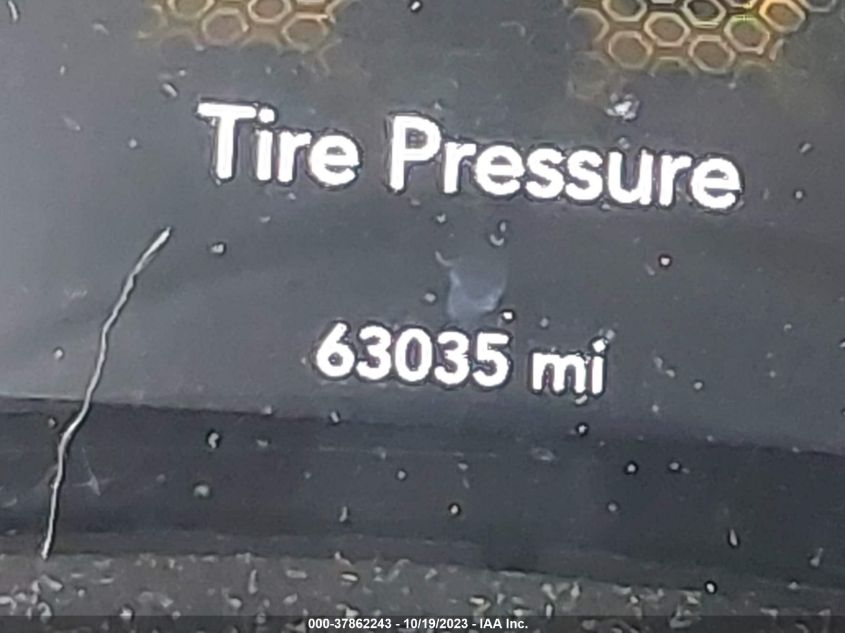 Tire Pressure
63035 mi
000-37862243 - 10/19/2023 - IAA Inc.